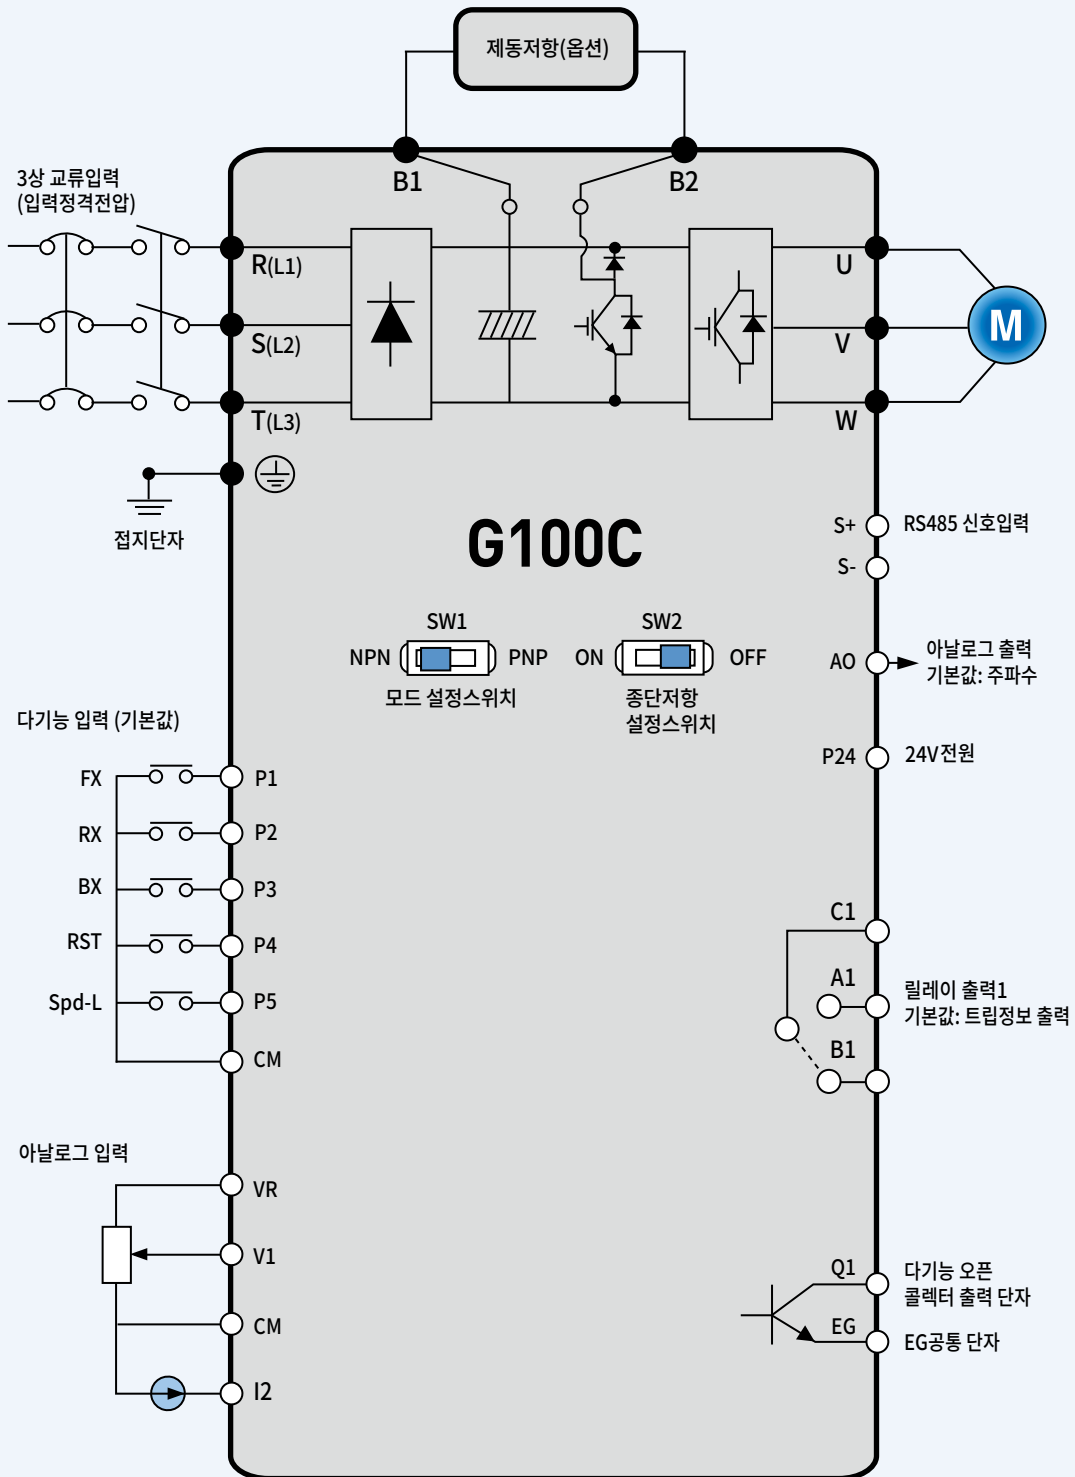 제동저항(옵션)
B1
B2
3상 교류입력
(입력정격전압)
R(L1)
U
S(L2)
V
M
T(L3)
W
접지단자
G100C
S+
RS485 신호입력
S-
SW1
NPN
PNP
모드 설정스위치
SW2
ON
OFF
종단저항
설정스위치
AO
아날로그 출력
기본값: 주파수
P24
24V전원
다기능 입력 (기본값)
FX
P1
RX
P2
BX
P3
RST
P4
Spd-L
P5
CM
C1
A1
릴레이 출력1
기본값: 트립정보 출력
B1
아날로그 입력
VR
V1
CM
I2
Q1
다기능 오픈
콜렉터 출력 단자
EG
EG공통 단자